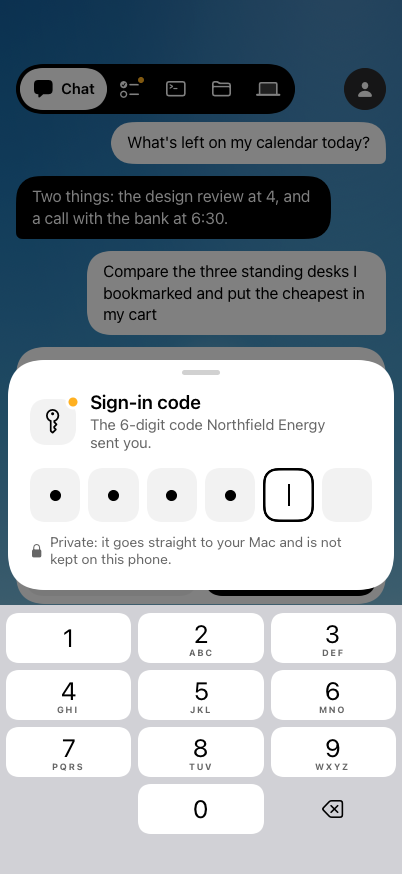 Chat
What's left on my calendar today?
Two things: the design review at 4, and
a call with the bank at 6:30.
Compare the three standing desks I
bookmarked and put the cheapest in
my cart
Sign-in code
The 6-digit code Northfield Energy
sent you.
Private: it goes straight to your Mac and is not
kept on this phone.
1
2
ABC
3
DEF
4
GHI
5
JKL
6
MNO
7
PQRS
8
TUV
9
WXYZ
0